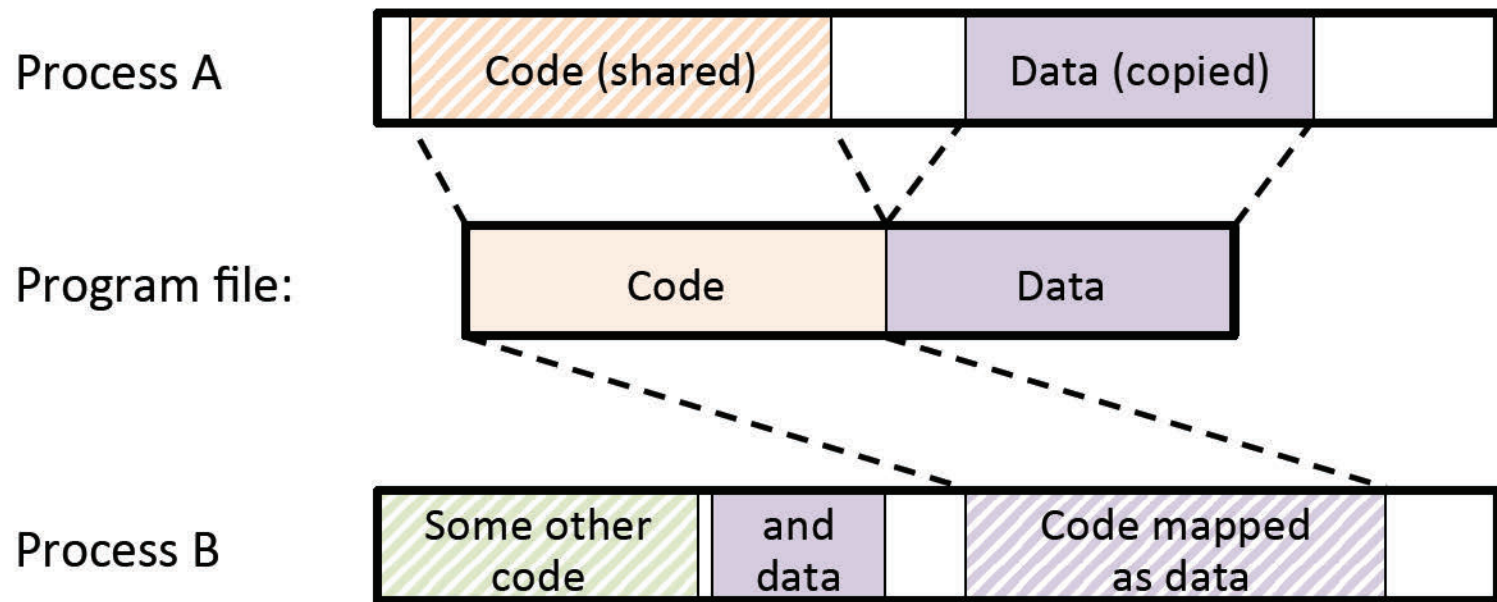 Process A
Code (shared)
Data (copied)
Program file:
Code
Data
Process B
Some other
code
and
data
Code mapped
as data